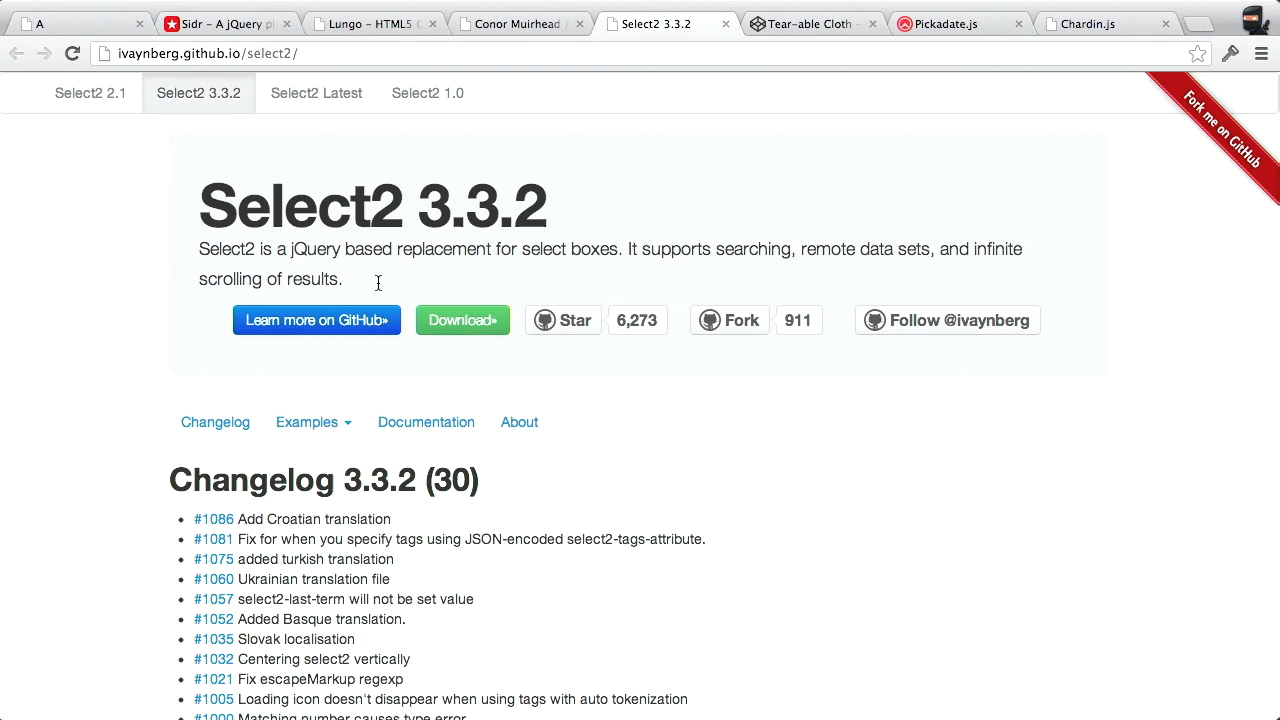 A
Sidr - A jQuery pl
Lungo – HTML5 C
Conor Muirhead /
Select2 3.3.2
Tear-able Cloth
Pickadate.js
Chardin.js
ivaynberg.github.io/select2/
Select2 2.1
Select2 3.3.2
Select2 Latest
Select2 1.0
Fork me on GitHub
Select2 3.3.2
Select2 is a jQuery based replacement for select boxes. It supports searching, remote data sets, and infinite
scrolling of results.
Learn more on GitHub»
Download»
Star
6,273
Fork
911
Follow @ivaynberg
Changelog
Examples
Documentation
About
Changelog 3.3.2 (30)
#1086 Add Croatian translation
#1081 Fix for when you specify tags using JSON-encoded select2-tags-attribute.
#1075 added turkish translation
#1060 Ukrainian translation file
#1057 select2-last-term will not be set value
#1052 Added Basque translation.
#1035 Slovak localisation
#1032 Centering select2 vertically
#1021 Fix escapeMarkup regexp
#1005 Loading icon doesn't disappear when using tags with auto tokenization
#1000 Matching number causes type error